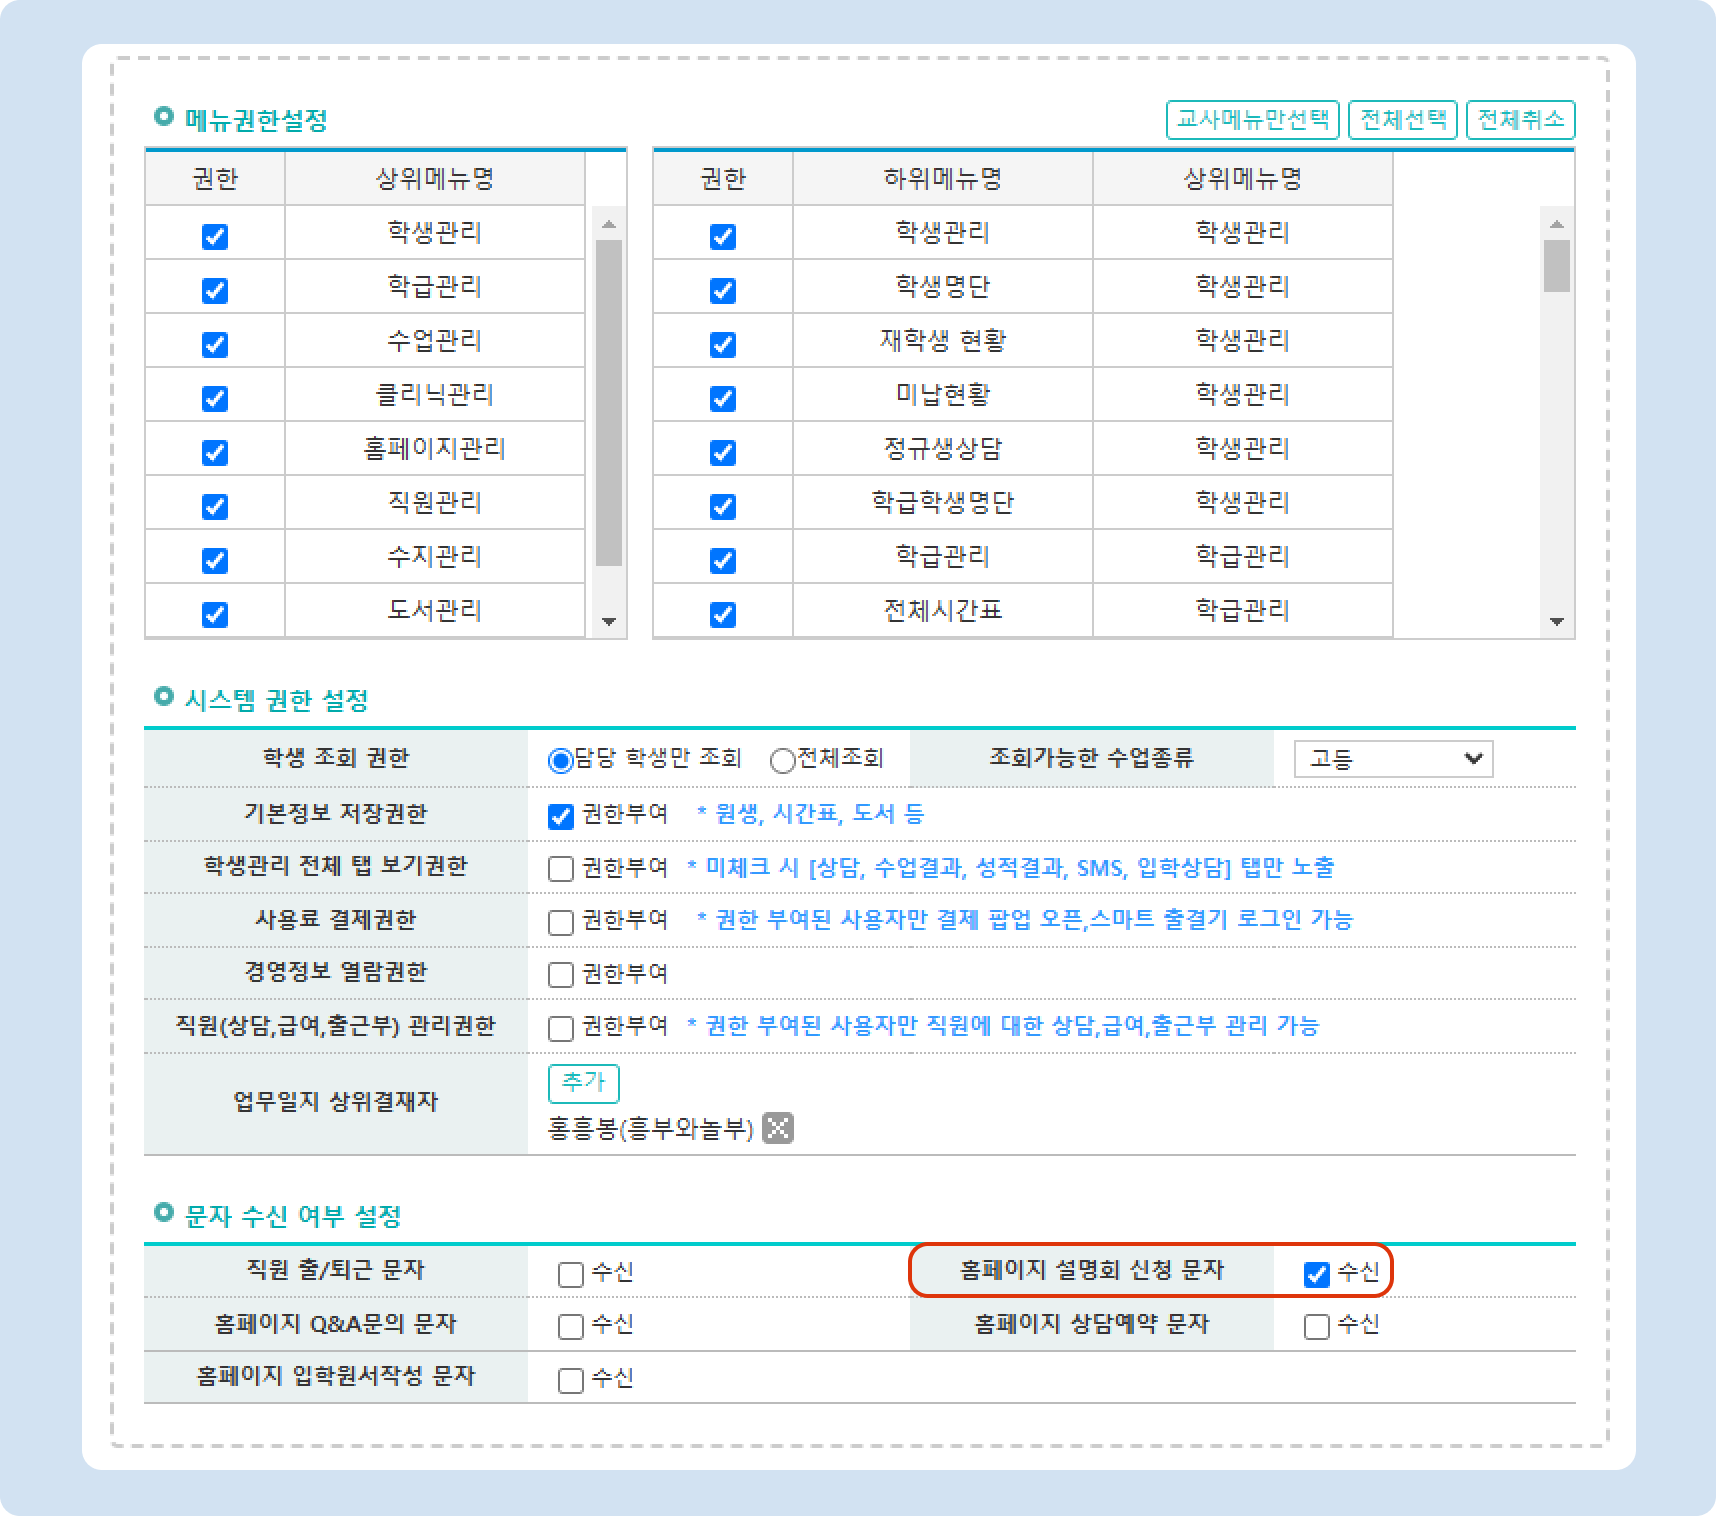 메뉴권한설정 교사메뉴만선택 전체선택 전체취소
권한 상위메뉴명 권한 하위메뉴명 상위메뉴명
학생관리 학생관리 학생관리
학급관리 학생명단 학생관리
수업관리 재학생 현황 학생관리
클리닉관리 미납현황 학생관리
홈페이지관리 정규생상담 학생관리
직원관리 학급학생명단 학생관리
수지관리 학급관리 학급관리
도서관리 전체시간표 학급관리
시스템 권한 설정
학생 조회 권한 담당 학생만 조회 전체조회 조회가능한 수업종류 고등
기본정보 저장권한 권한부여 * 원생, 시간표, 도서 등
학생관리 전체 탭 보기권한 권한부여 * 미체크 시 [상담, 수업결과, 성적결과, SMS, 입학상담] 탭만 노출
사용료 결제권한 권한부여 * 권한 부여된 사용자만 결제 팝업 오픈,스마트 출결기 로그인 가능
경영정보 열람권한 권한부여
직원(상담,급여,출근부) 관리권한 권한부여 * 권한 부여된 사용자만 직원에 대한 상담,급여,출근부 관리 가능
업무일지 상위결재자 추가
홍흥봉(흥부와놀부)
문자 수신 여부 설정
직원 출/퇴근 문자 수신 홈페이지 설명회 신청 문자 수신
홈페이지 Q&A문의 문자 수신 홈페이지 상담예약 문자 수신
홈페이지 입학원서작성 문자 수신